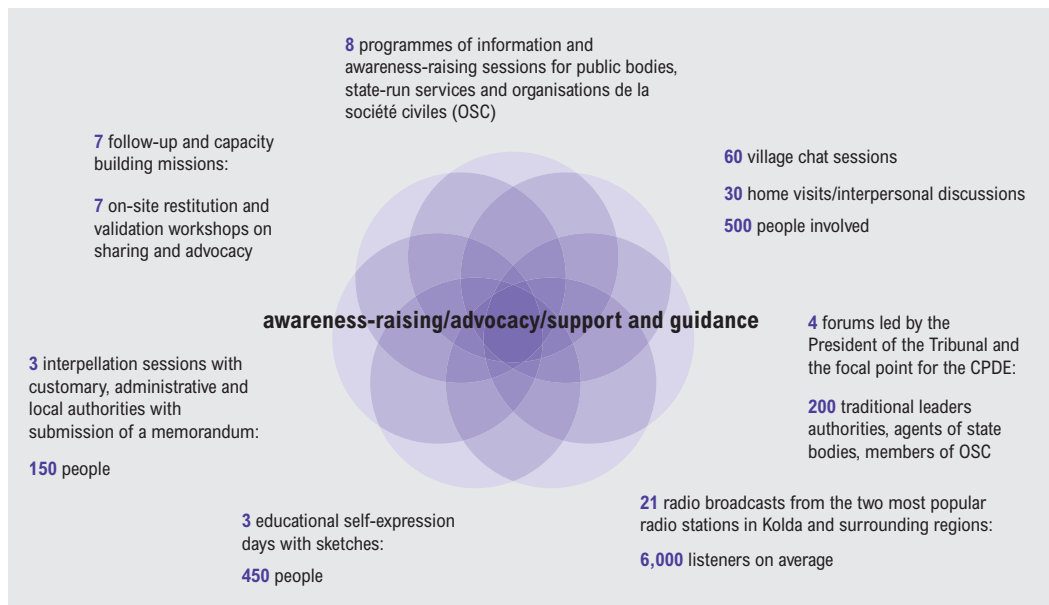 8 programmes of information and
awareness-raising sessions for public bodies,
state-run services and organisations de la
société civiles (OSC)
7 follow-up and capacity
building missions:
7 on-site restitution and
validation workshops on
sharing and advocacy
60 village chat sessions
30 home visits/interpersonal discussions
500 people involved
awareness-raising/advocacy/support and guidance
4 forums led by the
President of the Tribunal and
the focal point for the CPDE:
200 traditional leaders
authorities, agents of state
bodies, members of OSC
3 interpellation sessions with
customary, administrative and
local authorities with
submission of a memorandum:
150 people
21 radio broadcasts from the two most popular
radio stations in Kolda and surrounding regions:
6,000 listeners on average
3 educational self-expression
days with sketches:
450 people